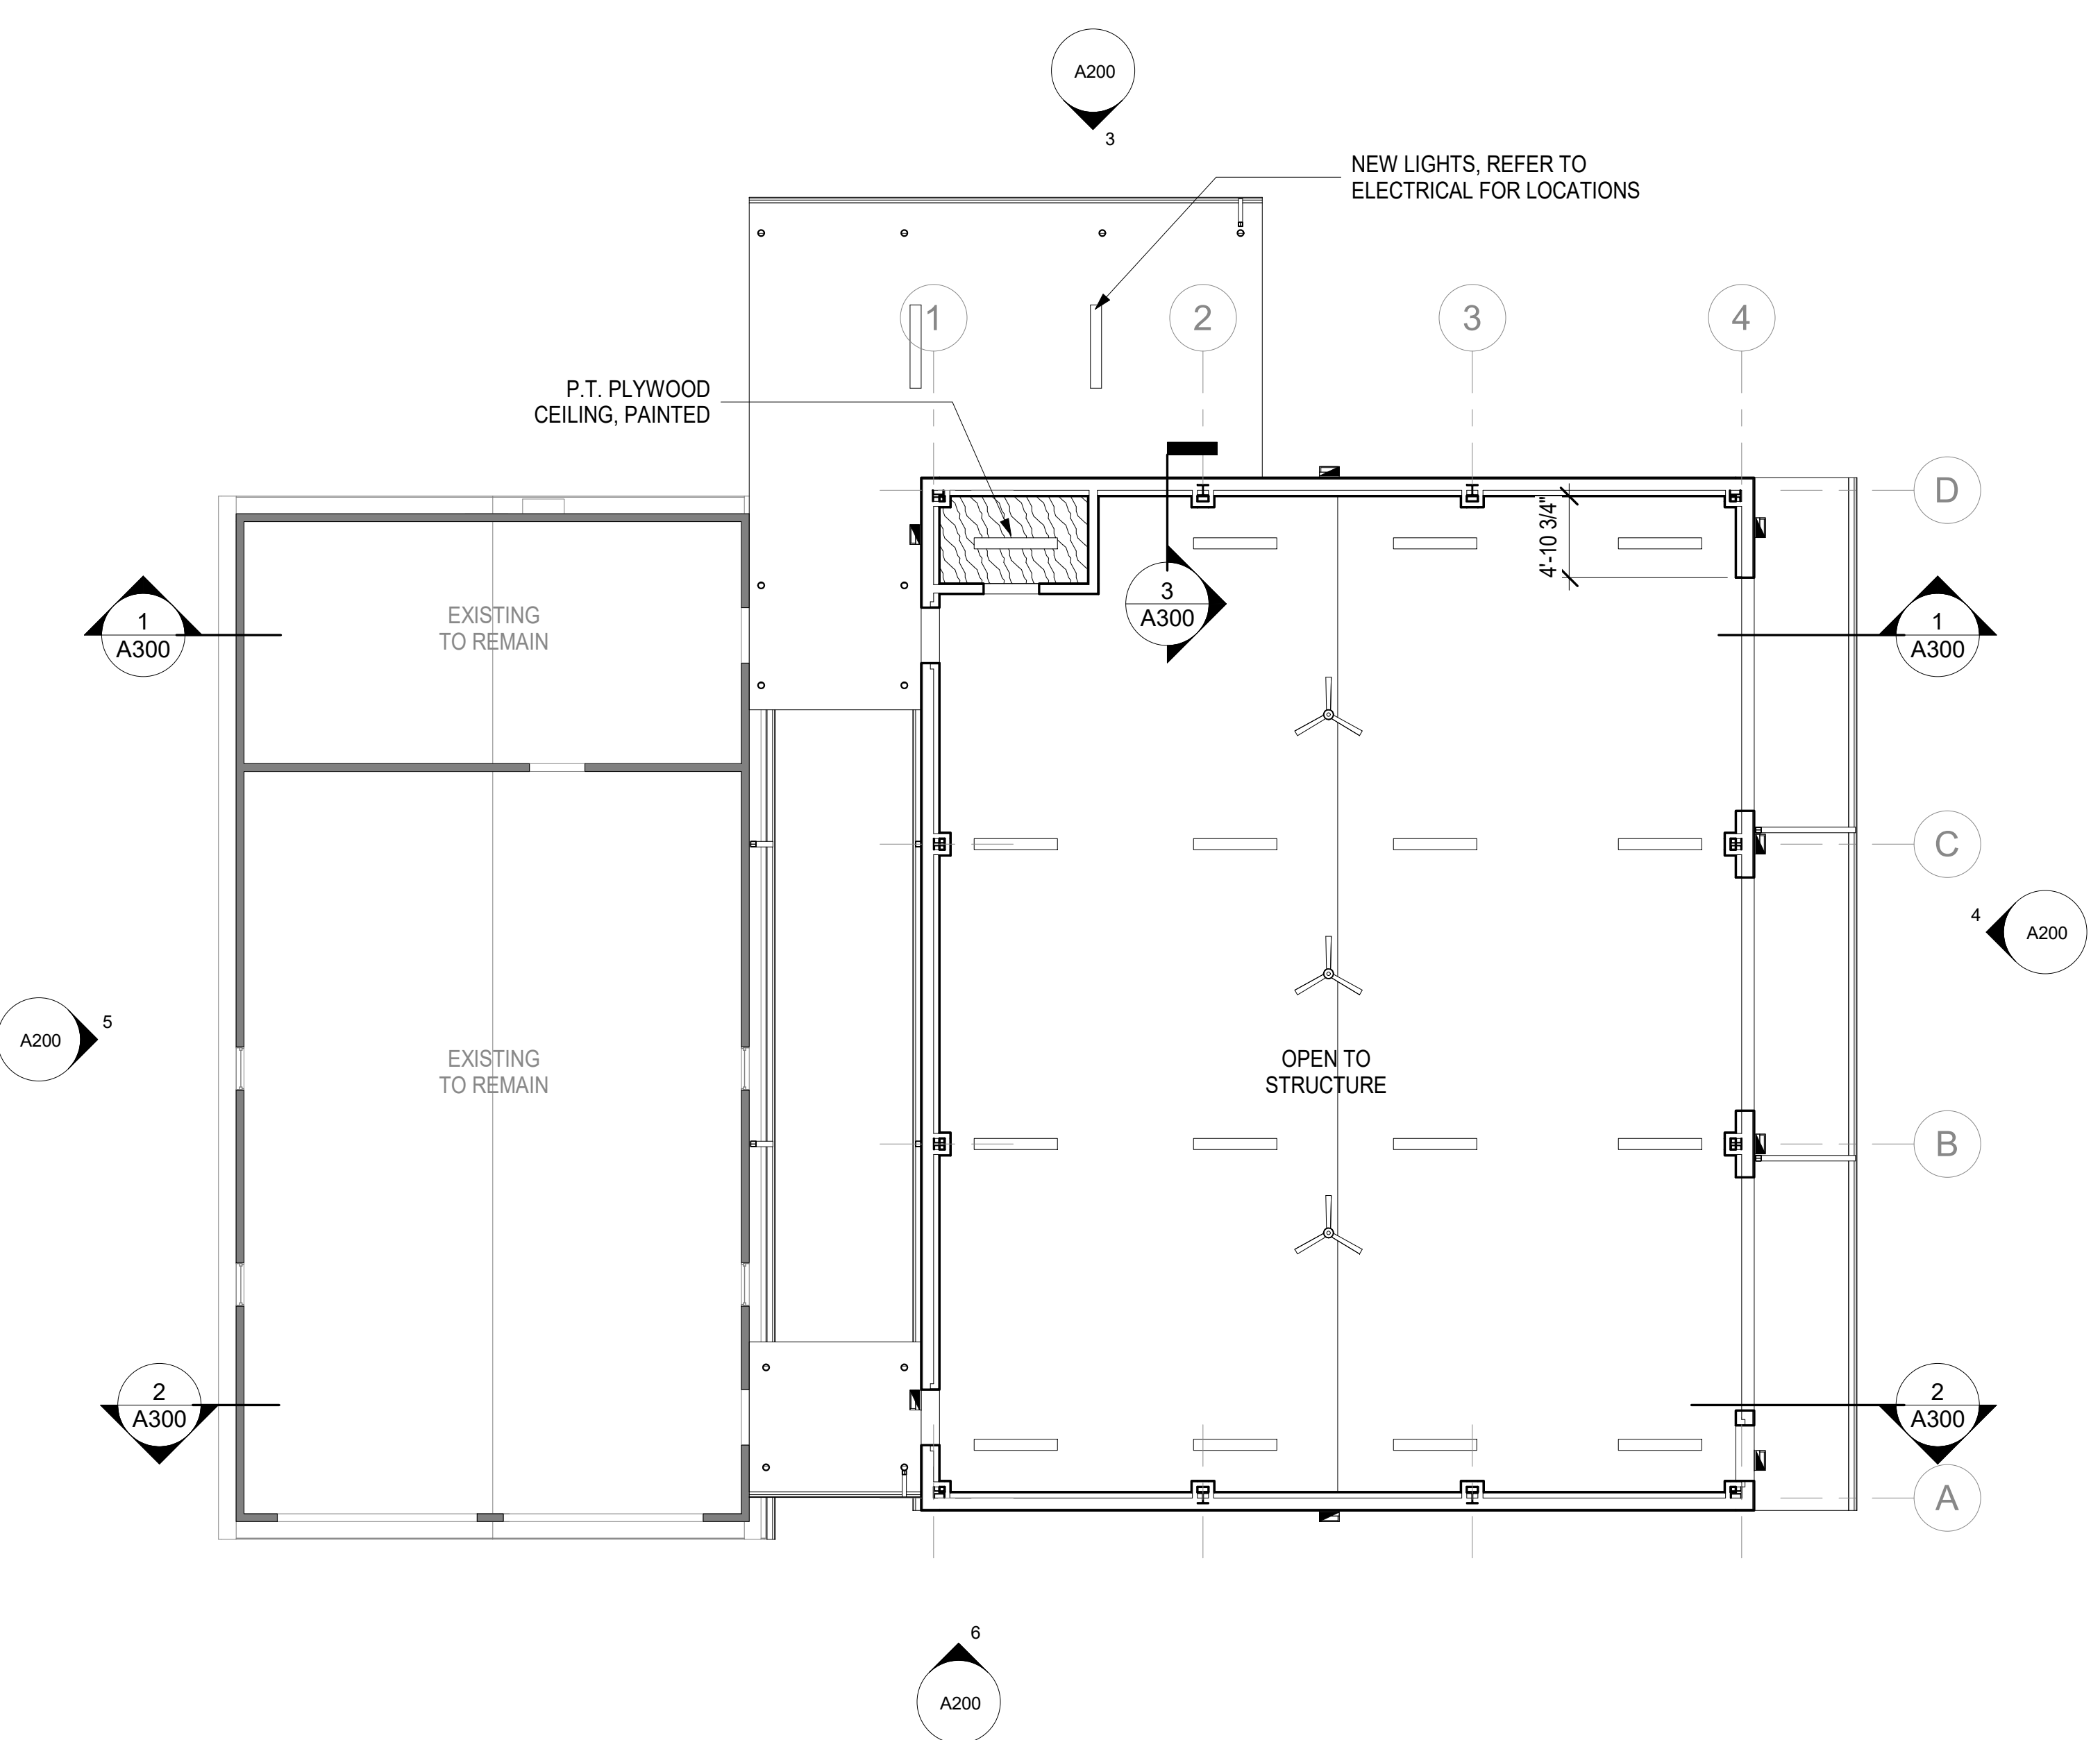 A200
3
NEW LIGHTS, REFER TO
ELECTRICAL FOR LOCATIONS
1
2
3
4
P.T. PLYWOOD
CEILING, PAINTED
D
4'-10 3/4"
3
A300
EXISTING
TO REMAIN
1
A300
1
A300
C
4
A200
5
A200
EXISTING
TO REMAIN
OPEN TO
STRUCTURE
B
2
A300
2
A300
A
6
A200